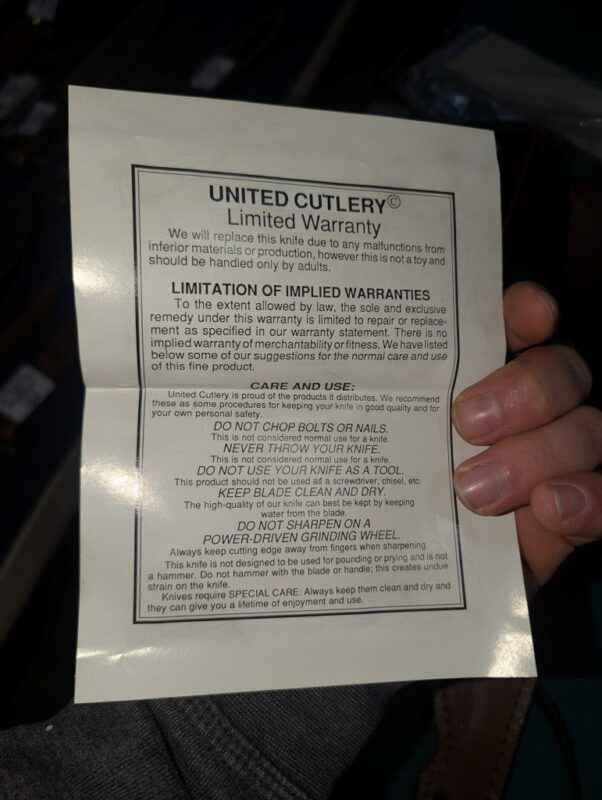 UNITED CUTLERY©
Limited Warranty
We will replace this knife due to any malfunctions from
inferior materials or production, however this is not a toy and
should be handled only by adults.
LIMITATION OF IMPLIED WARRANTIES
To the extent allowed by law, the sole and exclusive
remedy under this warranty is limited to repair or replace-
ment as specified in our warranty statement. There is no
implied warranty of merchantability or fitness. We have listed
below some of our suggestions for the normal care and use
of this fine product.
CARE AND USE:
United Cutlery is proud of the products it distributes. We recommend
these as some procedures for keeping your knife in good quality and for
your own personal safety.
DO NOT CHOP BOLTS OR NAILS.
This is not considered normal use for a knife.
NEVER THROW YOUR KNIFE.
This is not considered normal use for a knife.
DO NOT USE YOUR KNIFE AS A TOOL.
This product should not be used as a screwdriver, chisel, etc.
KEEP BLADE CLEAN AND DRY.
The high-quality of our knife can best be kept by keeping
water from the blade.
DO NOT SHARPEN ON A
POWER-DRIVEN GRINDING WHEEL.
Always keep cutting edge away from fingers when sharpening.
This knife is not designed to be used for pounding or prying and is not
a hammer. Do not hammer with the blade or handle; this creates undue
strain on the knife.
Knives require SPECIAL CARE. Always keep them clean and dry and
they can give you a lifetime of enjoyment and use.